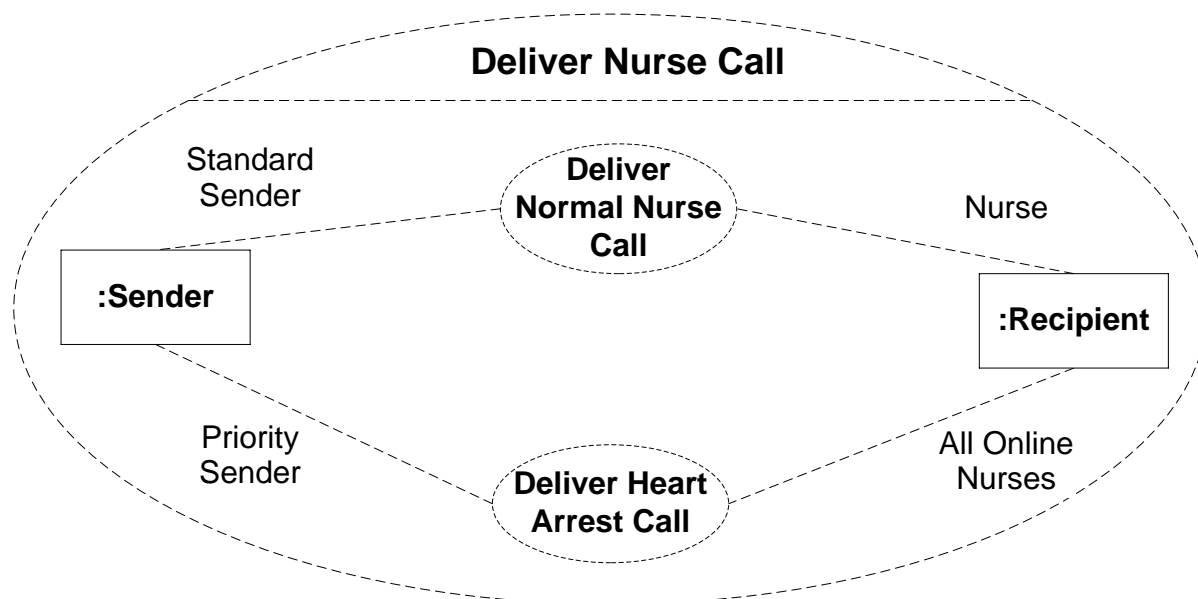 Deliver Nurse Call
Standard
Sender
Deliver
Normal Nurse
Call
Nurse
:Sender
:Recipient
Priority
Sender
Deliver Heart
Arrest Call
All Online
Nurses